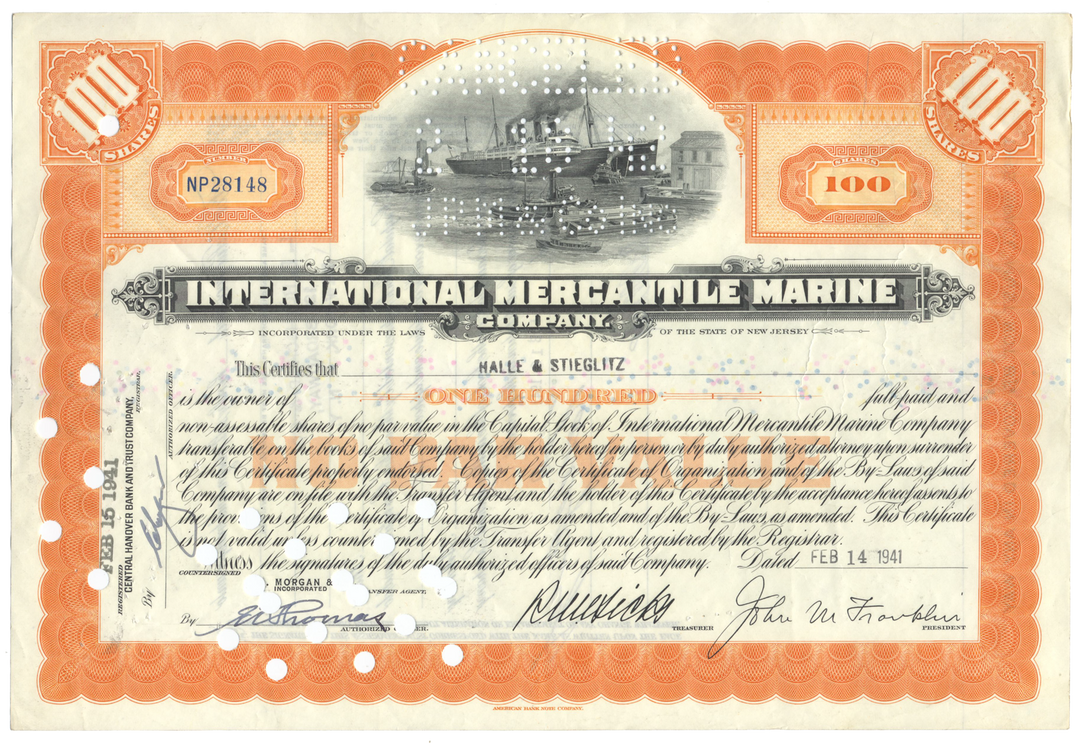 100
SHARES
100
SHARES
NUMBER
NP28148
SHARES
100
INTERNATIONAL MERCANTILE MARINE
COMPANY.
INCORPORATED UNDER THE LAWS OF THE STATE OF NEW JERSEY
This Certifies that HALLE & STIEGLITZ
is the owner of ONE HUNDRED full-paid and
non-assessable shares of no par value in the Capital Stock of International Mercantile Marine Company
transferable on the books of said Company by the holder hereof in person or by duly authorized attorney upon surrender
of this Certificate properly endorsed. Copies of the Certificate of Organization and of the By-Laws of said
Company are on file with the Transfer Agent and the holder of this Certificate by the acceptance hereof assents to
the provisions of the Certificate of Organization as amended and of the By-Laws, as amended. This Certificate
is not valid unless countersigned by the Transfer Agent and registered by the Registrar.
Witness the signatures of the duly authorized officers of said Company. Dated FEB 14 1941
NO PAR VALUE
COUNTERSIGNED
MORGAN &
INCORPORATED
TRANSFER AGENT,
By
AUTHORIZED OFFICER.
TREASURER
John M Franklin
PRESIDENT
REGISTERED FEB 15 1941
CENTRAL HANOVER BANK AND TRUST COMPANY,
REGISTRAR.
By
AUTHORIZED OFFICER.
AMERICAN BANK NOTE COMPANY.